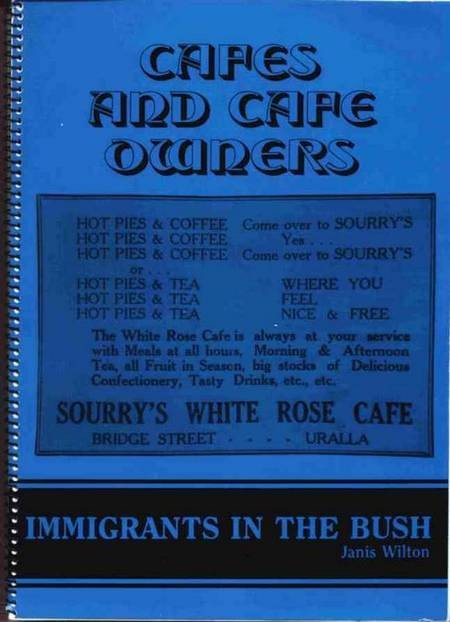 CAFES
AND CAFE
OWNERS
HOT PIES & COFFEE Come over to SOURRY'S
HOT PIES & COFFEE Yes . . .
HOT PIES & COFFEE Come over to SOURRY'S
or . . .
HOT PIES & TEA WHERE YOU
HOT PIES & TEA FEEL
HOT PIES & TEA NICE & FREE
The White Rose Cafe is always at your service
with Meals at all hours, Morning & Afternoon
Tea, all Fruit in Season, big stocks of Delicious
Confectionery, Tasty Drinks, etc., etc.
SOURRY'S WHITE ROSE CAFE
BRIDGE STREET - - - - URALLA
IMMIGRANTS IN THE BUSH
Janis Wilton